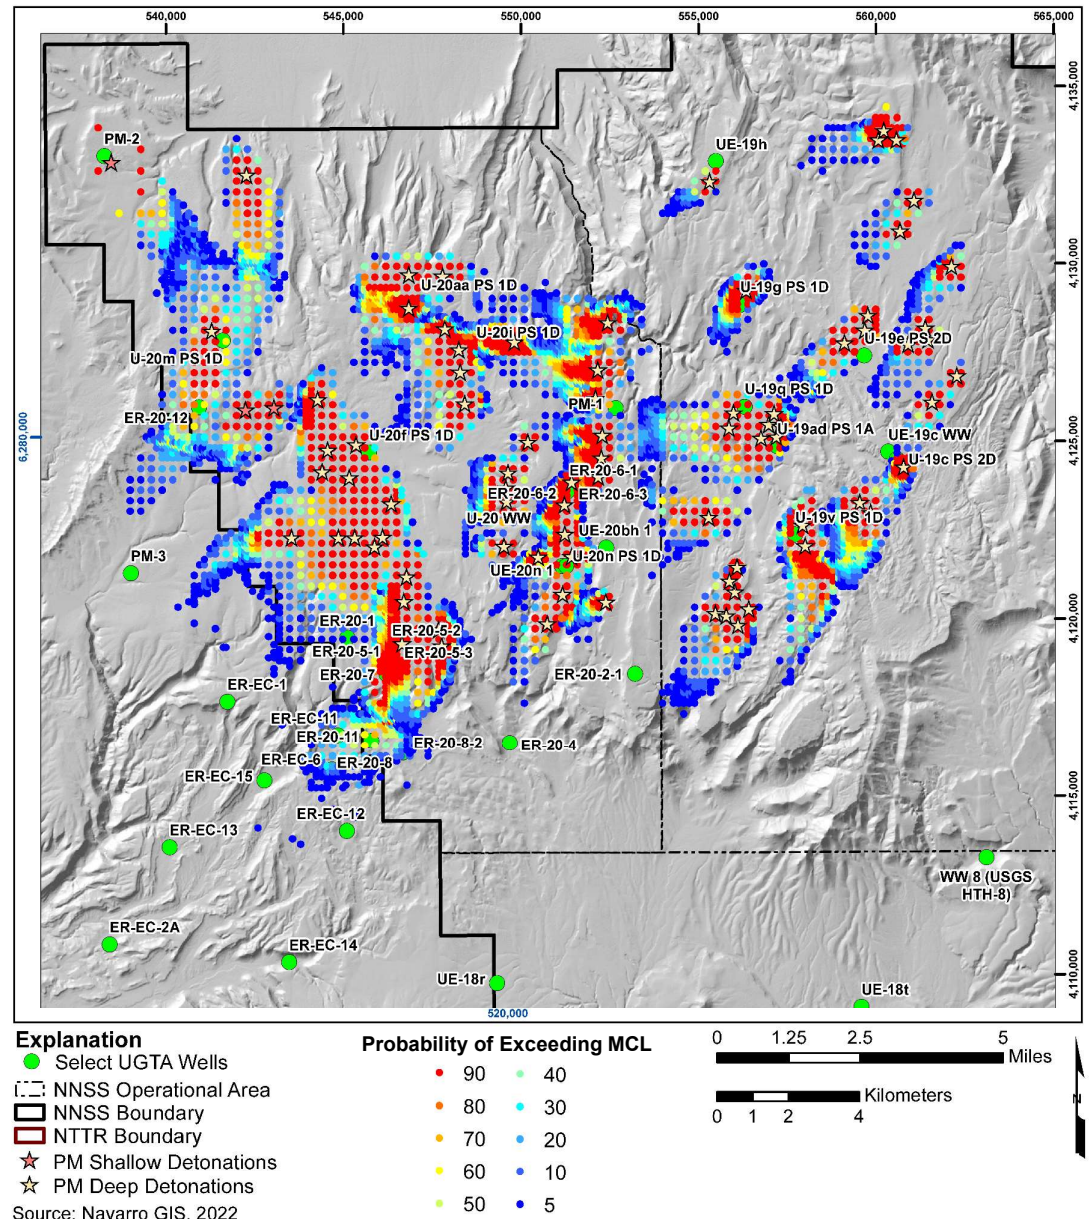 540,000
545,000
550,000
555,000
560,000
565,000
4,135,000
PM-2
UE-19h
4,130,000
U-20aa PS 1D
U-19g PS 1D
U-20i PS 1D
U-19e PS 2D
U-20m PS 1D
U-19q PS 1D
PM-1
ER-20-12
U-19ad PS 1A
6,280,000
U-20f PS 1D
UE-19c WW
4,125,000
U-19c PS 2D
ER-20-6-1
ER-20-6-2
ER-20-6-3
U-20 WW
U-19v PS 1D
UE-20bh 1
U-20n PS 1D
PM-3
UE-20n 1
4,120,000
ER-20-1
ER-20-5-2
ER-20-5-1
ER-20-5-3
ER-20-7
ER-20-2-1
ER-EC-1
ER-EC-11
ER-20-11
ER-20-8-2
ER-20-4
ER-EC-6
ER-20-8
ER-EC-15
4,115,000
ER-EC-12
ER-EC-13
WW 8 (USGS
HTH-8)
ER-EC-2A
ER-EC-14
4,110,000
UE-18r
UE-18t
520,000
Explanation
Select UGTA Wells
NNSS Operational Area
NNSS Boundary
NTTR Boundary
PM Shallow Detonations
PM Deep Detonations
Source: Navarro GIS, 2022
Probability of Exceeding MCL
90
40
80
30
70
20
60
10
50
5
0
1.25
2.5
5
Miles
Kilometers
0
1
2
4
N